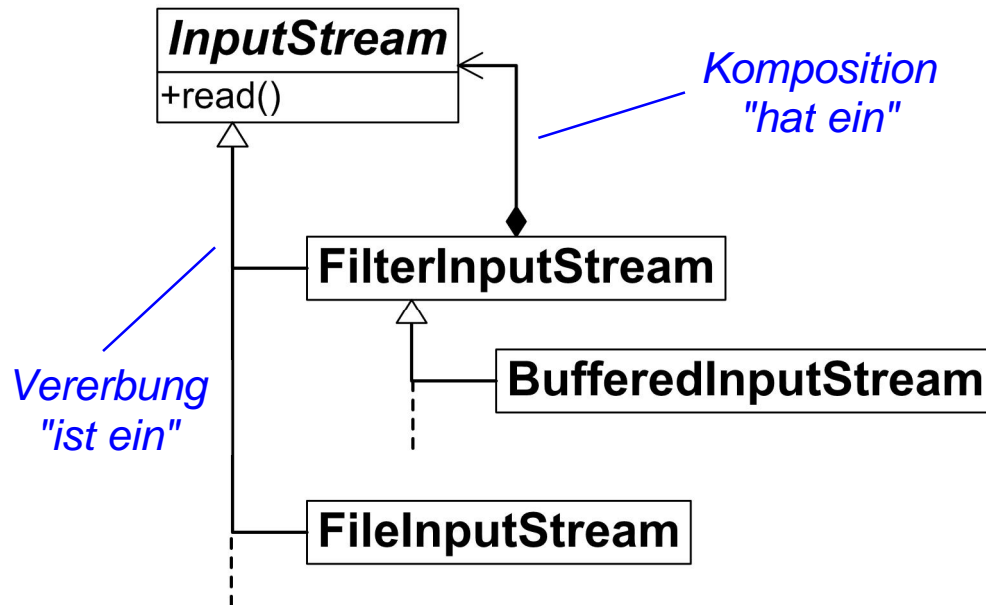 InputStream
+read()
Komposition
"hat ein"
FilterInputStream
BufferedInputStream
Vererbung
"ist ein"
FileInputStream